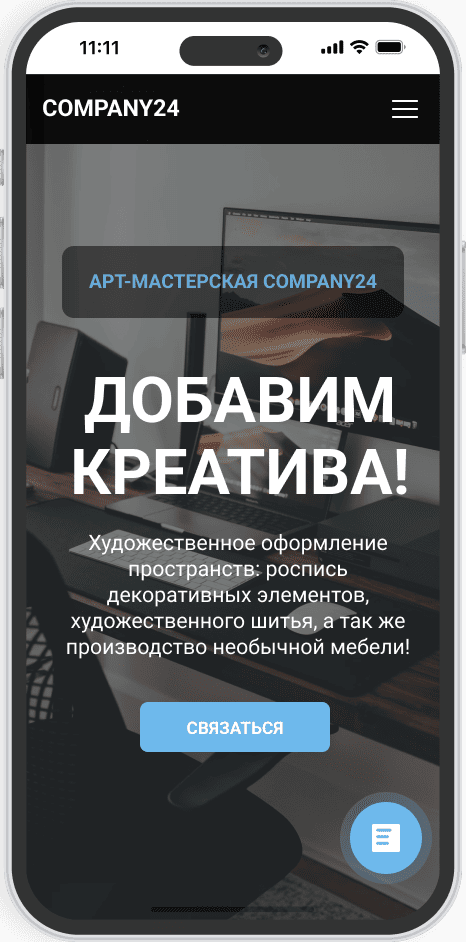 11:11
COMPANY24
АРТ-МАСТЕРСКАЯ COMPANY24
ДОБАВИМ
КРЕАТИВА!
Художественное оформление
пространств: роспись
декоративных элементов,
художественного шитья, а так же
производство необычной мебели!
СВЯЗАТЬСЯ